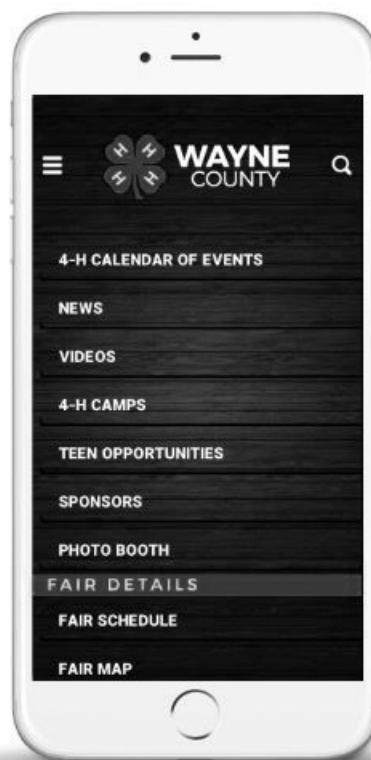 H H
WAYNE
COUNTY
H H
4-H CALENDAR OF EVENTS
NEWS
VIDEOS
4-H CAMPS
TEEN OPPORTUNITIES
SPONSORS
PHOTO BOOTH
FAIR DETAILS
FAIR SCHEDULE
FAIR MAP